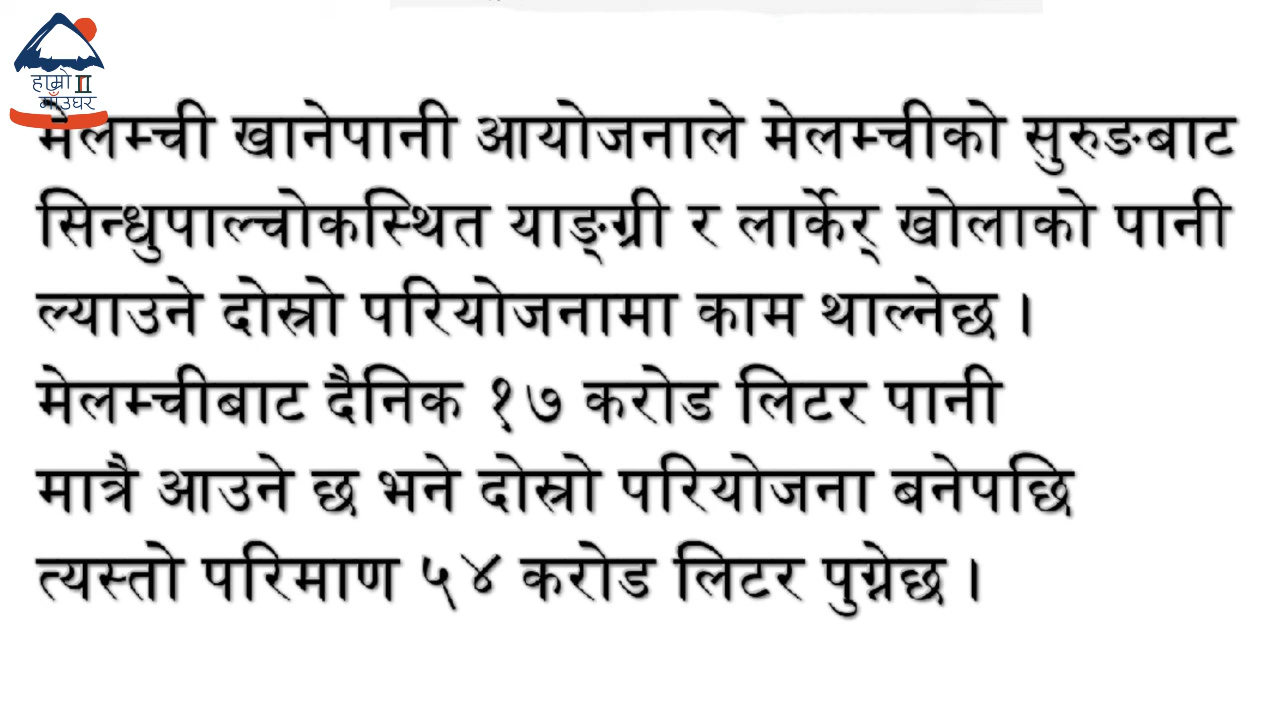 हाम्रो
गाउँघर
मेलम्ची खानेपानी आयोजनाले मेलम्चीको सुरुङबाट
सिन्धुपाल्चोकस्थित याङ्ग्री र लार्केर् खोलाको पानी
ल्याउने दोस्रो परियोजनामा काम थाल्नेछ ।
मेलम्चीबाट दैनिक १७ करोड लिटर पानी
मात्रै आउने छ भने दोस्रो परियोजना बनेपछि
त्यस्तो परिमाण ५४ करोड लिटर पुग्नेछ ।